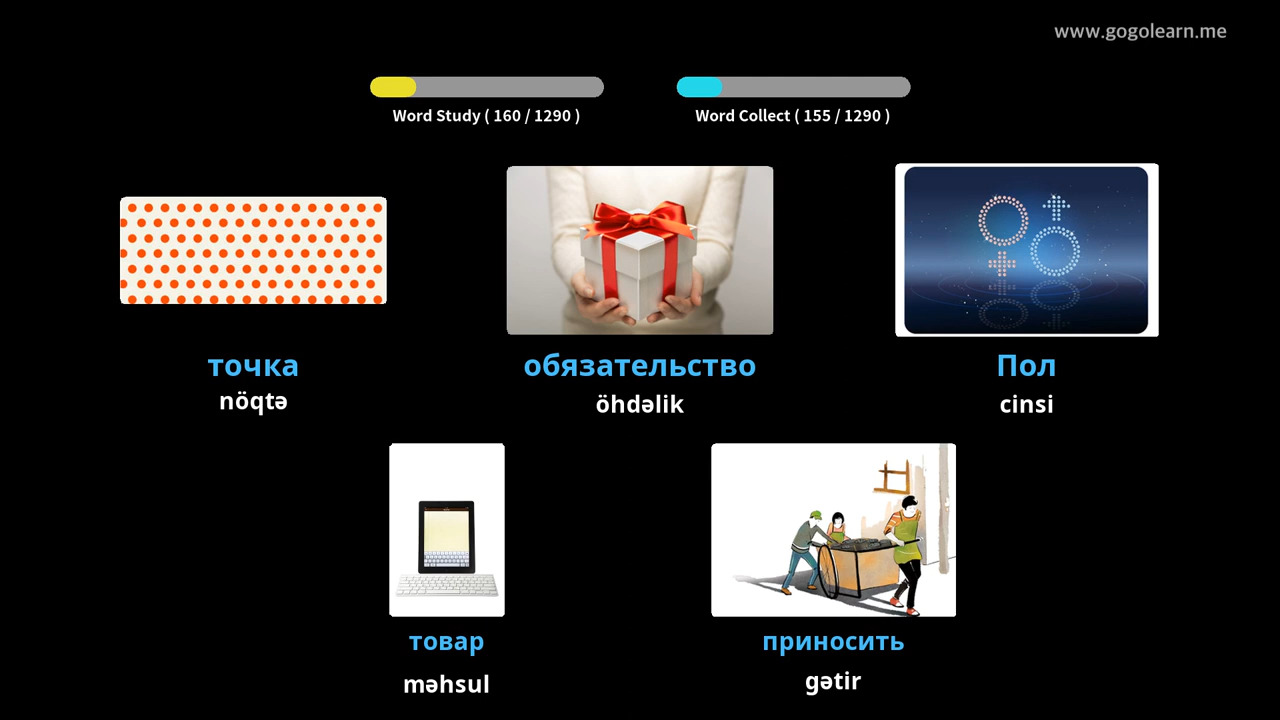 www.gogolearn.me
Word Study ( 160 / 1290 )
Word Collect ( 155 / 1290 )
точка
nöqtə
обязательство
öhdəlik
Пол
cinsi
товар
məhsul
приносить
gətir